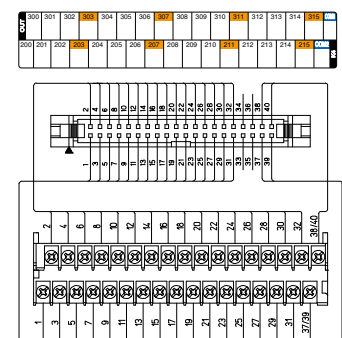 OUT 300 301 302 303 304 305 306 307 308 309 310 311 312 313 314 315
200 201 202 203 204 205 206 207 208 209 210 211 212 213 214 215 COM IN
2 4 6 8 10 12 14 16 18 20 22 24 26 28 30 32 34 36 38 40
1 3 5 7 9 11 13 15 17 19 21 23 25 27 29 31 33 35 37 39
2 4 6 8 10 12 14 16 18 20 22 24 26 28 30 32 38/40
1 3 5 7 9 11 13 15 17 19 21 23 25 27 29 31 37/39